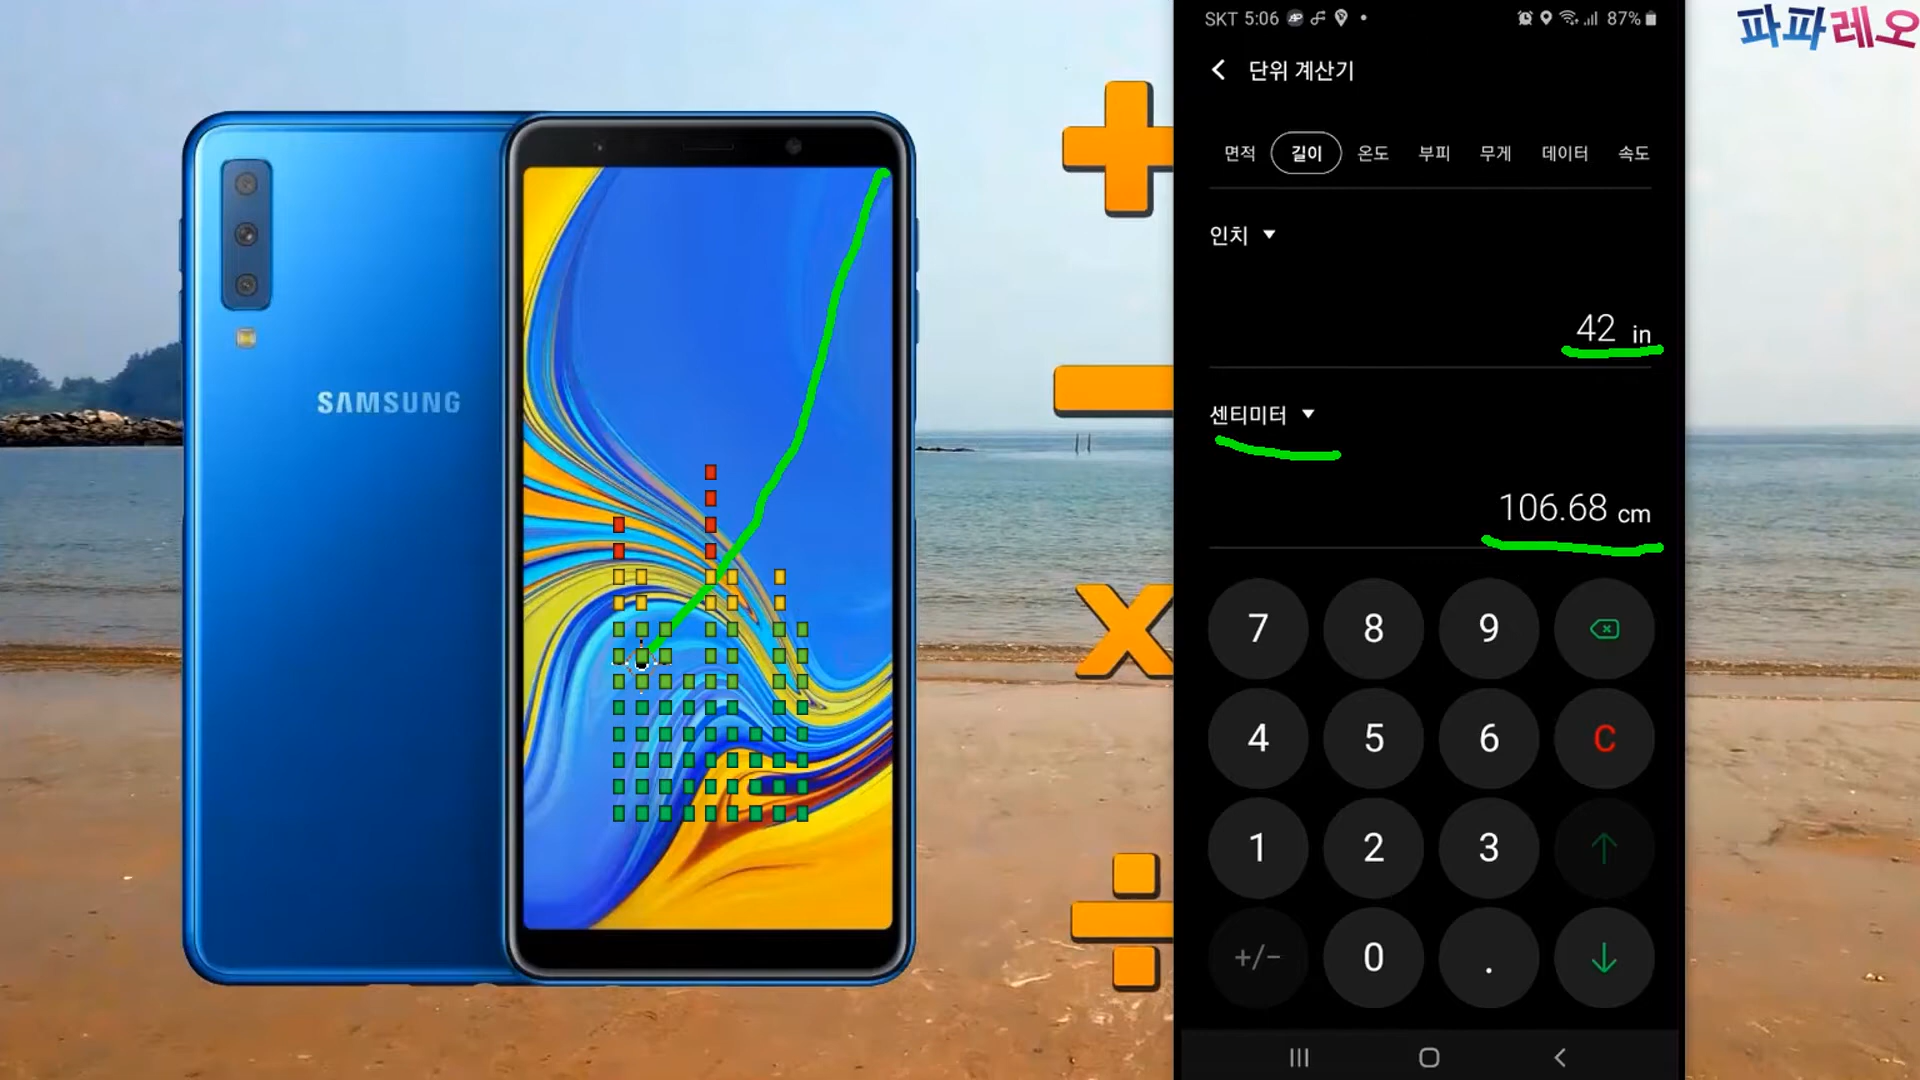 파파레오
SAMSUNG
SKT 5:06
87%
단위 계산기
면적 길이 온도 부피 무게 데이터 속도
인치
42 in
센티미터
106.68 cm
7 8 9
4 5 6 C
1 2 3
+/- 0 .